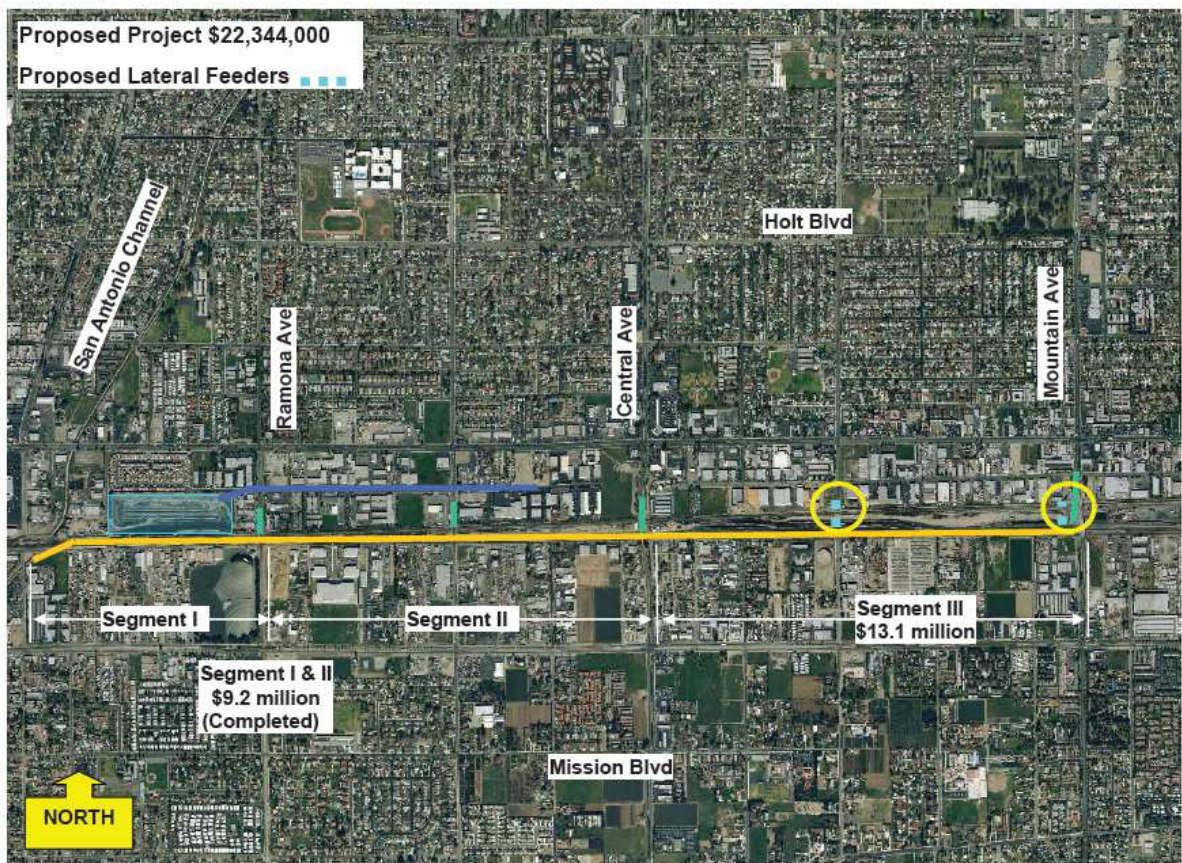 Proposed Project $22,344,000
Proposed Lateral Feeders
San Antonio Channel
Holt Blvd
Ramona Ave
Central Ave
Mountain Ave
Segment I
Segment II
Segment III
$13.1 million
Segment I & II
$9.2 million
(Completed)
Mission Blvd
NORTH